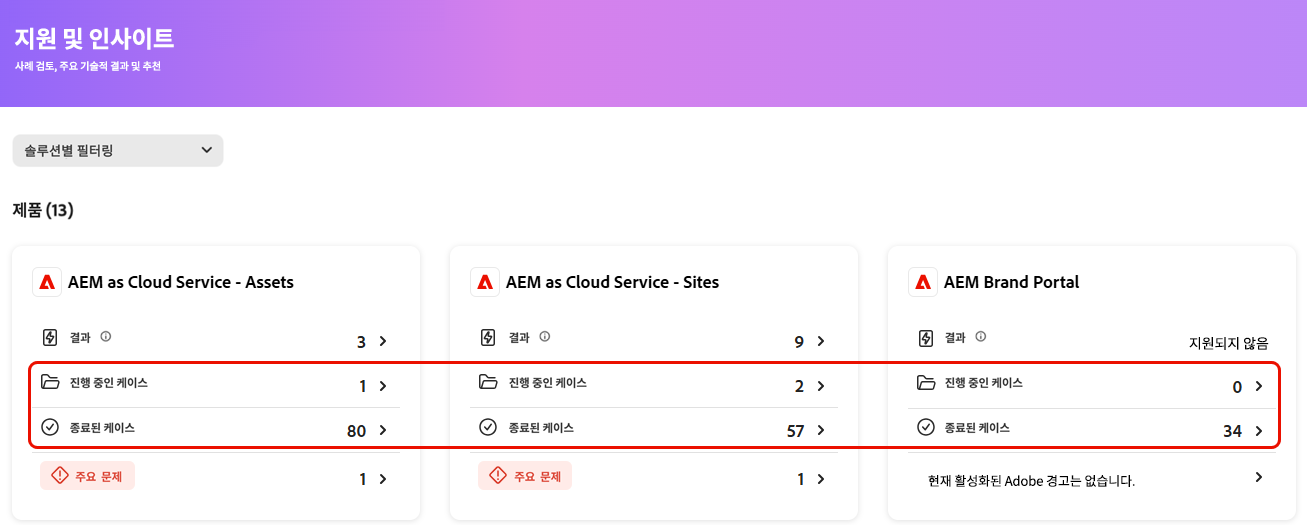 지원 및 인사이트
사례 검토, 주요 기술적 결과 및 추천
솔루션별 필터링
제품 (13)
AEM as Cloud Service - Assets
결과 3
진행 중인 케이스 1
종료된 케이스 80
주요 문제 1
AEM as Cloud Service - Sites
결과 9
진행 중인 케이스 2
종료된 케이스 57
주요 문제 1
AEM Brand Portal
결과 지원되지 않음
진행 중인 케이스 0
종료된 케이스 34
현재 활성화된 Adobe 경고는 없습니다.